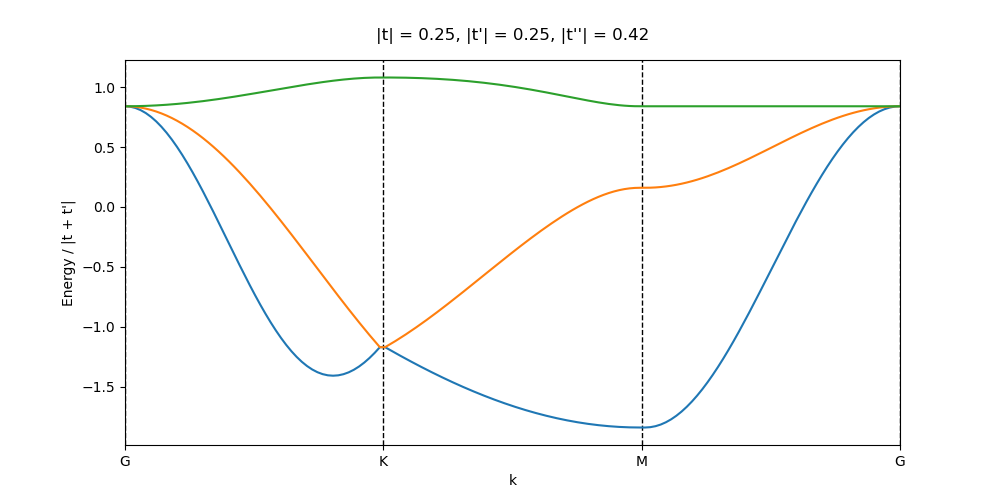 |t| = 0.25, |t'| = 0.25, |t''| = 0.42
Energy / |t + t'|
1.0
0.5
0.0
−0.5
−1.0
−1.5
G K M G
k